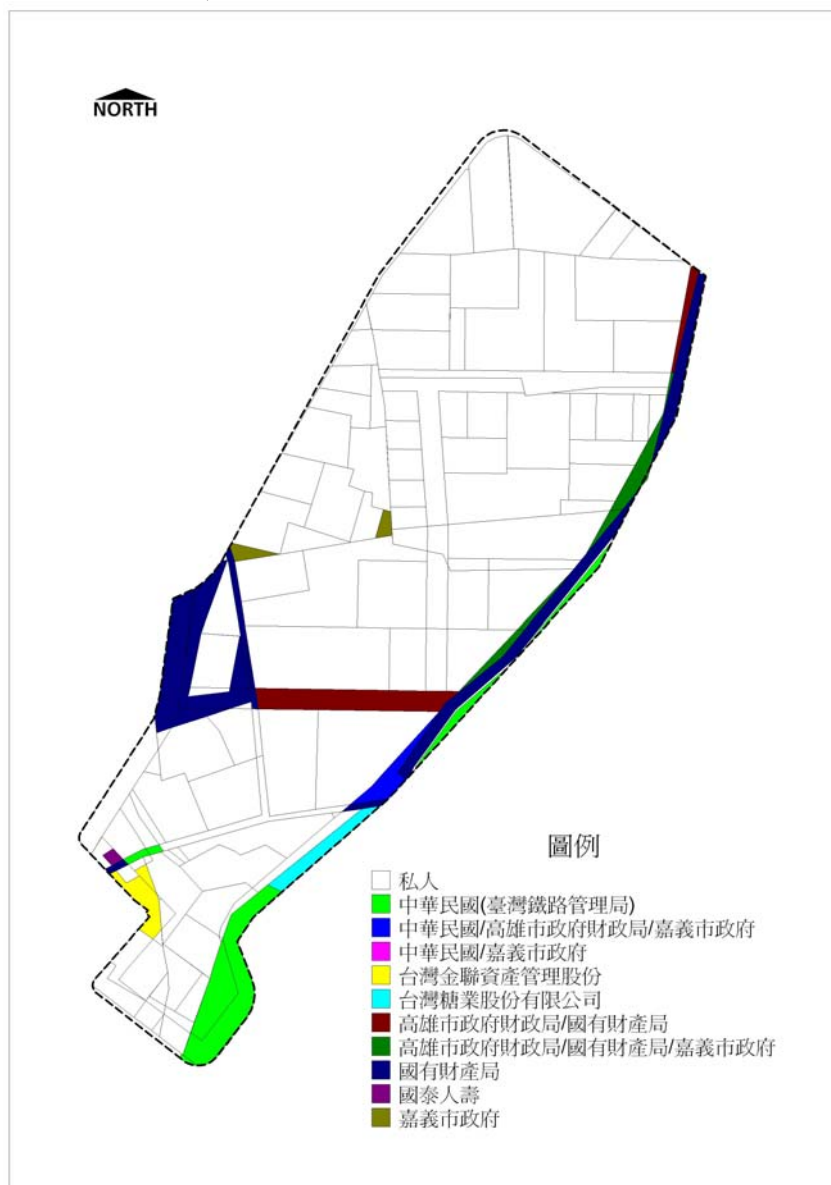 NORTH
圖例
私人
中華民國(臺灣鐵路管理局)
中華民國/高雄市政府財政局/嘉義市政府
中華民國/嘉義市政府
台灣金聯資產管理股份
台灣糖業股份有限公司
高雄市政府財政局/國有財產局
高雄市政府財政局/國有財產局/嘉義市政府
國有財產局
國泰人壽
嘉義市政府